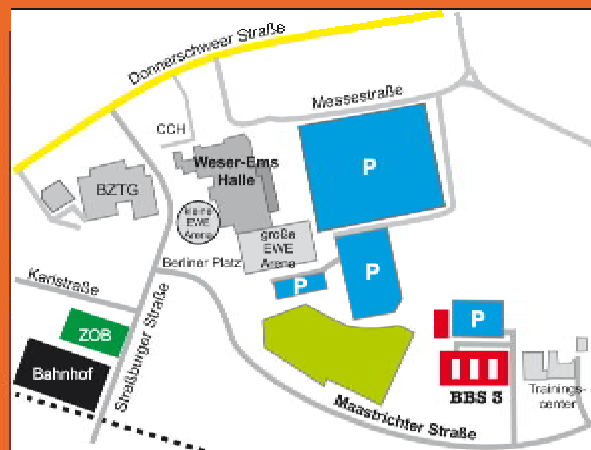 Donnerschweer Straße
Messestraße
CCH
P
Weser-Ems
Halle
BZTG
kleine
EWE
Arena
große
EWE
Arena
Berliner Platz
P
P
Karlstraße
ZOB
Straßburger Straße
P
Bahnhof
BBS 3
Trainings-
center
Maastrichter Straße